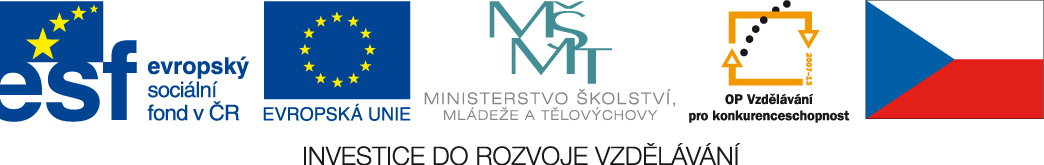 esf
evropský
sociální
fond v ČR
EVROPSKÁ UNIE
MŠMT
MINISTERSTVO ŠKOLSTVÍ,
MLÁDEŽE A TĚLOVÝCHOVY
2007-13
OP Vzdělávání
pro konkurenceschopnost
INVESTICE DO ROZVOJE VZDĚLÁVÁNÍ